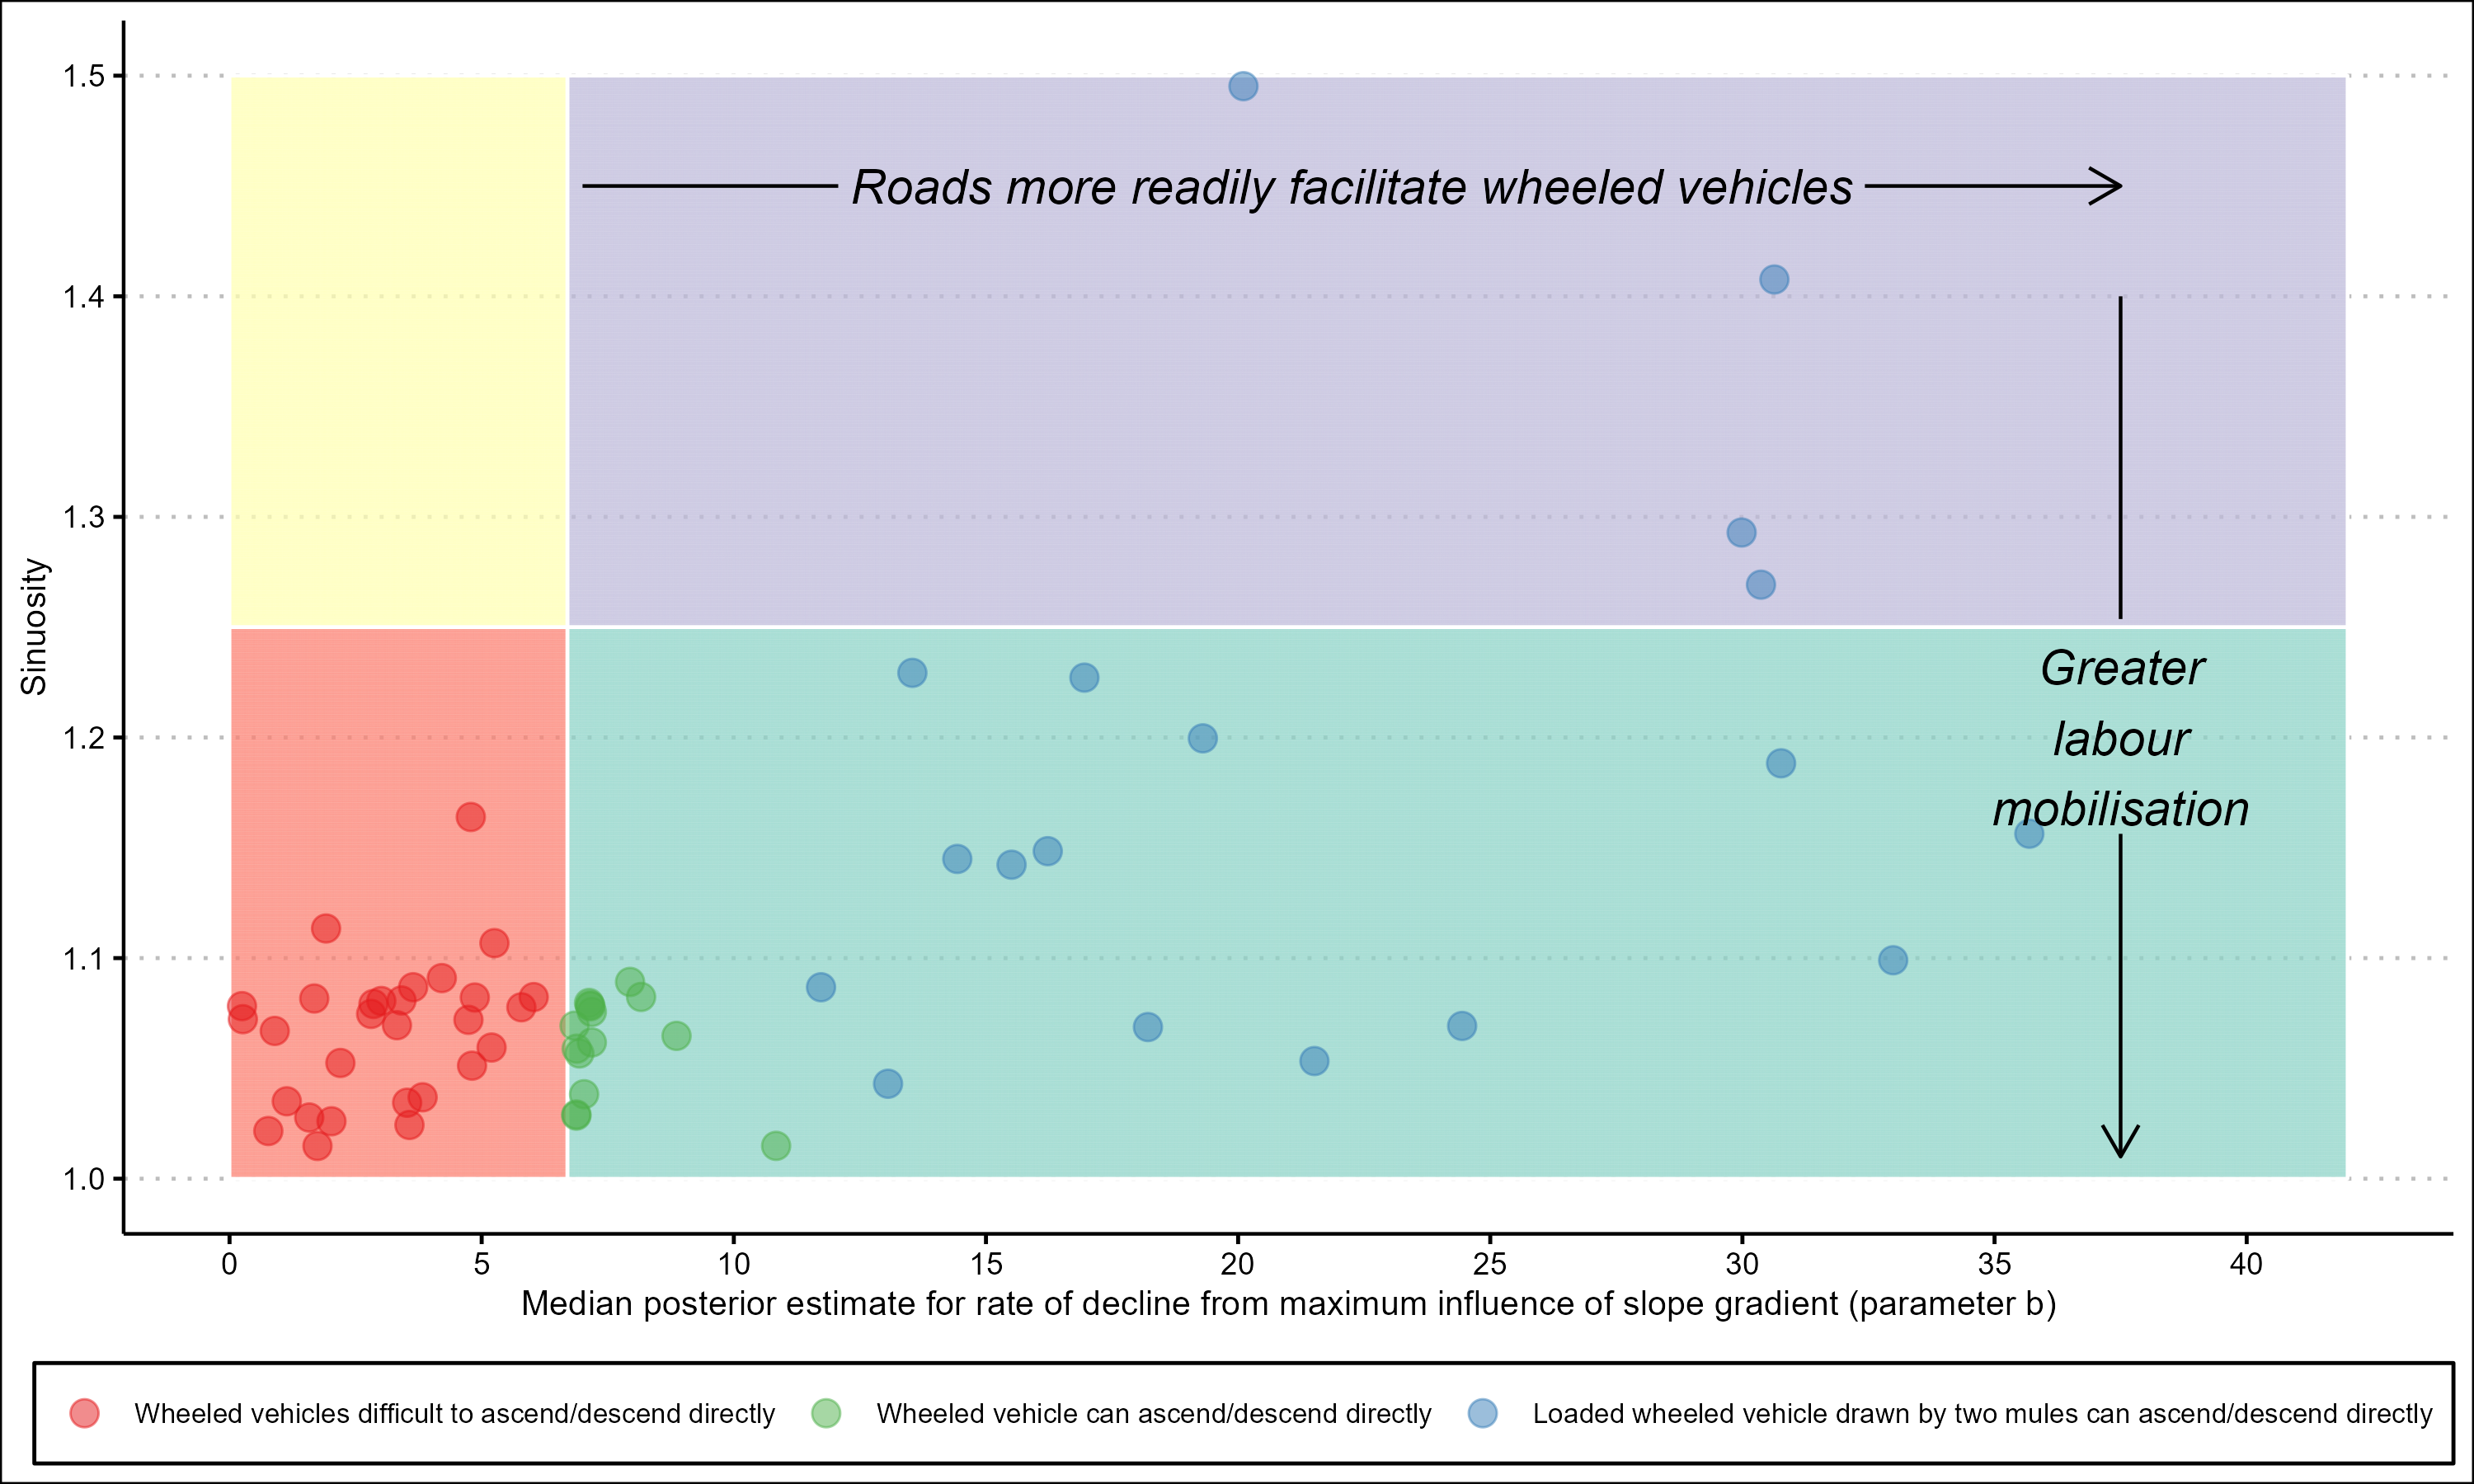 1.5
1.4
1.3
1.2
1.1
1.0
Sinuosity
Roads more readily facilitate wheeled vehicles
Greater
labour
mobilisation
0 5 10 15 20 25 30 35 40
Median posterior estimate for rate of decline from maximum influence of slope gradient (parameter b)
Wheeled vehicles difficult to ascend/descend directly Wheeled vehicle can ascend/descend directly Loaded wheeled vehicle drawn by two mules can ascend/descend directly